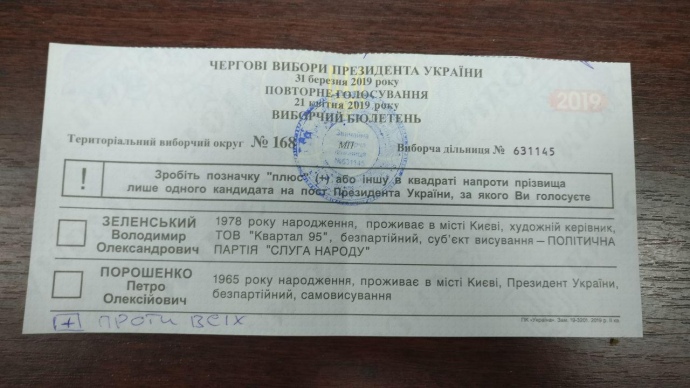 ЧЕРГОВІ ВИБОРИ ПРЕЗИДЕНТА УКРАЇНИ
31 березня 2019 року
ПОВТОРНЕ ГОЛОСУВАННЯ
21 квітня 2019 року
ВИБОРЧИЙ БЮЛЕТЕНЬ
2019
Територіальний виборчий округ № 168
МП
Виборча дільниця № 631145
! Зробіть позначку "плюс" (+) або іншу в квадраті напроти прізвища
лише одного кандидата на пост Президента України, за якого Ви голосуєте
ЗЕЛЕНСЬКИЙ
Володимир
Олександрович
1978 року народження, проживає в місті Києві, художній керівник,
ТОВ "Квартал 95", безпартійний, суб'єкт висування – ПОЛІТИЧНА
ПАРТІЯ "СЛУГА НАРОДУ"
ПОРОШЕНКО
Петро
Олексійович
1965 року народження, проживає в місті Києві, Президент України,
безпартійний, самовисування
+ ПРОТИ ВСІХ